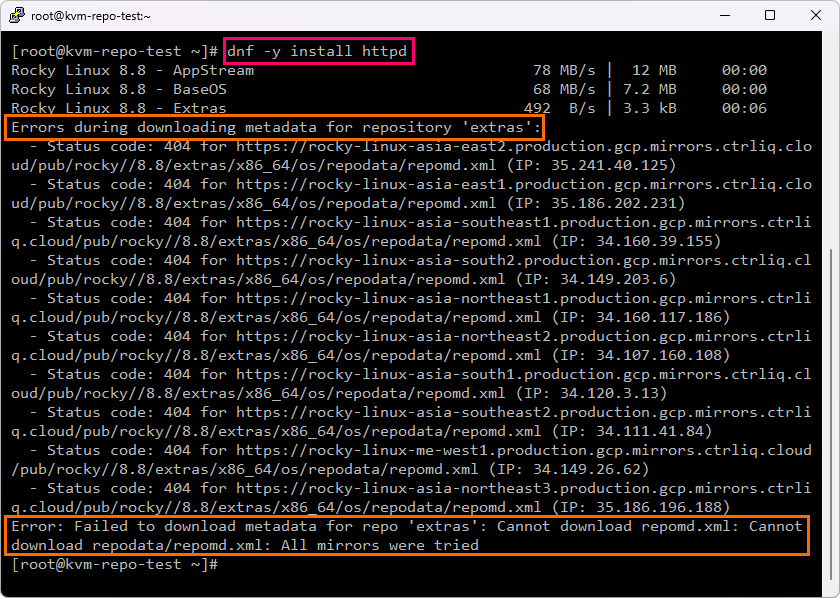 root@kvm-repo-test:~
[root@kvm-repo-test ~]# dnf -y install httpd
Rocky Linux 8.8 - AppStream 78 MB/s | 12 MB 00:00
Rocky Linux 8.8 - BaseOS 68 MB/s | 7.2 MB 00:00
Rocky Linux 8.8 - Extras 492 B/s | 3.3 kB 00:06
Errors during downloading metadata for repository 'extras':
- Status code: 404 for https://rocky-linux-asia-east2.production.gcp.mirrors.ctrliq.clo
ud/pub/rocky//8.8/extras/x86_64/os/repodata/repomd.xml (IP: 35.241.40.125)
- Status code: 404 for https://rocky-linux-asia-east1.production.gcp.mirrors.ctrliq.clo
ud/pub/rocky//8.8/extras/x86_64/os/repodata/repomd.xml (IP: 35.186.202.231)
- Status code: 404 for https://rocky-linux-asia-southeast1.production.gcp.mirrors.ctrli
q.cloud/pub/rocky//8.8/extras/x86_64/os/repodata/repomd.xml (IP: 34.160.39.155)
- Status code: 404 for https://rocky-linux-asia-south2.production.gcp.mirrors.ctrliq.cl
oud/pub/rocky//8.8/extras/x86_64/os/repodata/repomd.xml (IP: 34.149.203.6)
- Status code: 404 for https://rocky-linux-asia-northeast1.production.gcp.mirrors.ctrli
q.cloud/pub/rocky//8.8/extras/x86_64/os/repodata/repomd.xml (IP: 34.160.117.186)
- Status code: 404 for https://rocky-linux-asia-northeast2.production.gcp.mirrors.ctrli
q.cloud/pub/rocky//8.8/extras/x86_64/os/repodata/repomd.xml (IP: 34.107.160.108)
- Status code: 404 for https://rocky-linux-asia-south1.production.gcp.mirrors.ctrliq.cl
oud/pub/rocky//8.8/extras/x86_64/os/repodata/repomd.xml (IP: 34.120.3.13)
- Status code: 404 for https://rocky-linux-asia-southeast2.production.gcp.mirrors.ctrli
q.cloud/pub/rocky//8.8/extras/x86_64/os/repodata/repomd.xml (IP: 34.111.41.84)
- Status code: 404 for https://rocky-linux-me-west1.production.gcp.mirrors.ctrliq.cloud
/pub/rocky//8.8/extras/x86_64/os/repodata/repomd.xml (IP: 34.149.26.62)
- Status code: 404 for https://rocky-linux-asia-northeast3.production.gcp.mirrors.ctrli
q.cloud/pub/rocky//8.8/extras/x86_64/os/repodata/repomd.xml (IP: 35.186.196.188)
Error: Failed to download metadata for repo 'extras': Cannot download repomd.xml: Cannot
download repodata/repomd.xml: All mirrors were tried
[root@kvm-repo-test ~]#